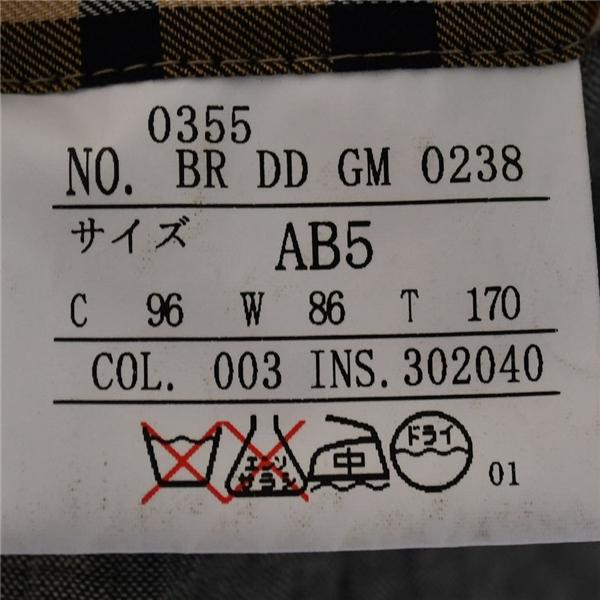 0355
NO. BR DD GM 0238
サイズ AB5
C 96 W 86 T 170
COL. 003 INS. 302040
エンソ サラシ 中 ドライ 01